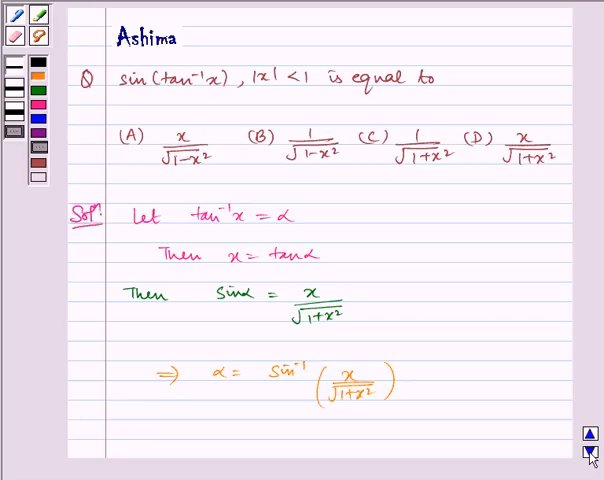 Ashima
Q sin(tan⁻¹x), |x| < 1 is equal to
(A) x/√(1-x²) (B) 1/√(1-x²) (C) 1/√(1+x²) (D) x/√(1+x²)
Solⁿ: Let tan⁻¹x = α
Then x = tanα
Then sinα = x/√(1+x²)
⇒ α = sin⁻¹(x/√(1+x²))